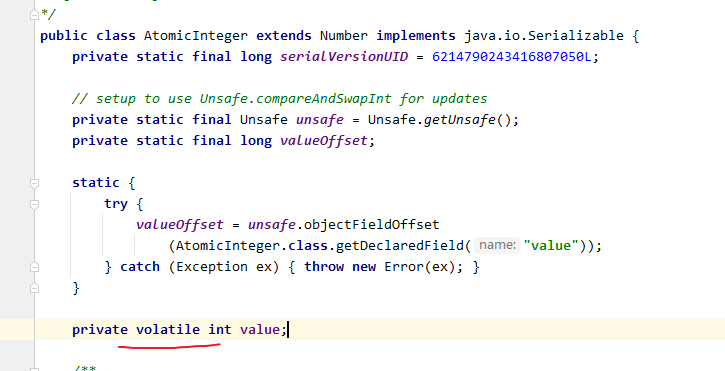 */
public class AtomicInteger extends Number implements java.io.Serializable {
private static final long serialVersionUID = 6214790243416807050L;
// setup to use Unsafe.compareAndSwapInt for updates
private static final Unsafe unsafe = Unsafe.getUnsafe();
private static final long valueOffset;
static {
try {
valueOffset = unsafe.objectFieldOffset
(AtomicInteger.class.getDeclaredField( name: "value"));
} catch (Exception ex) { throw new Error(ex); }
}
private volatile int value;
/**